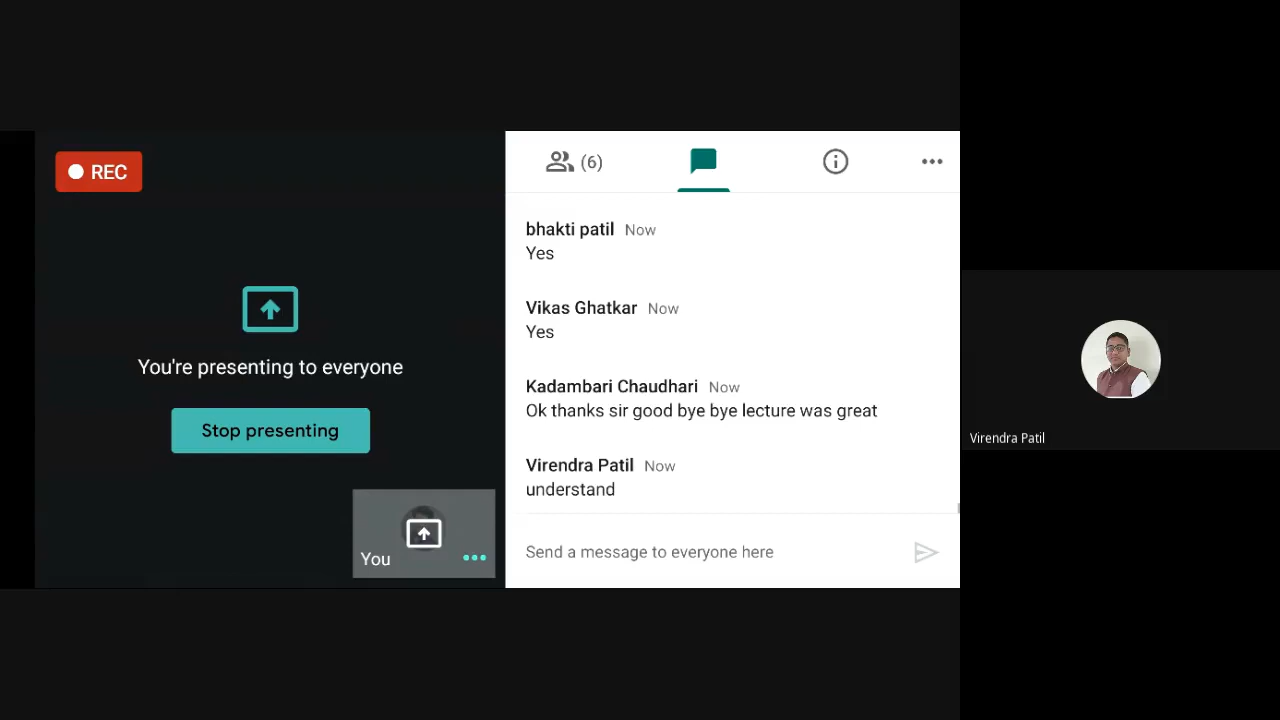 REC
You're presenting to everyone
Stop presenting
You
(6)
bhakti patil Now
Yes
Vikas Ghatkar Now
Yes
Kadambari Chaudhari Now
Ok thanks sir good bye bye lecture was great
Virendra Patil Now
understand
Send a message to everyone here
Virendra Patil